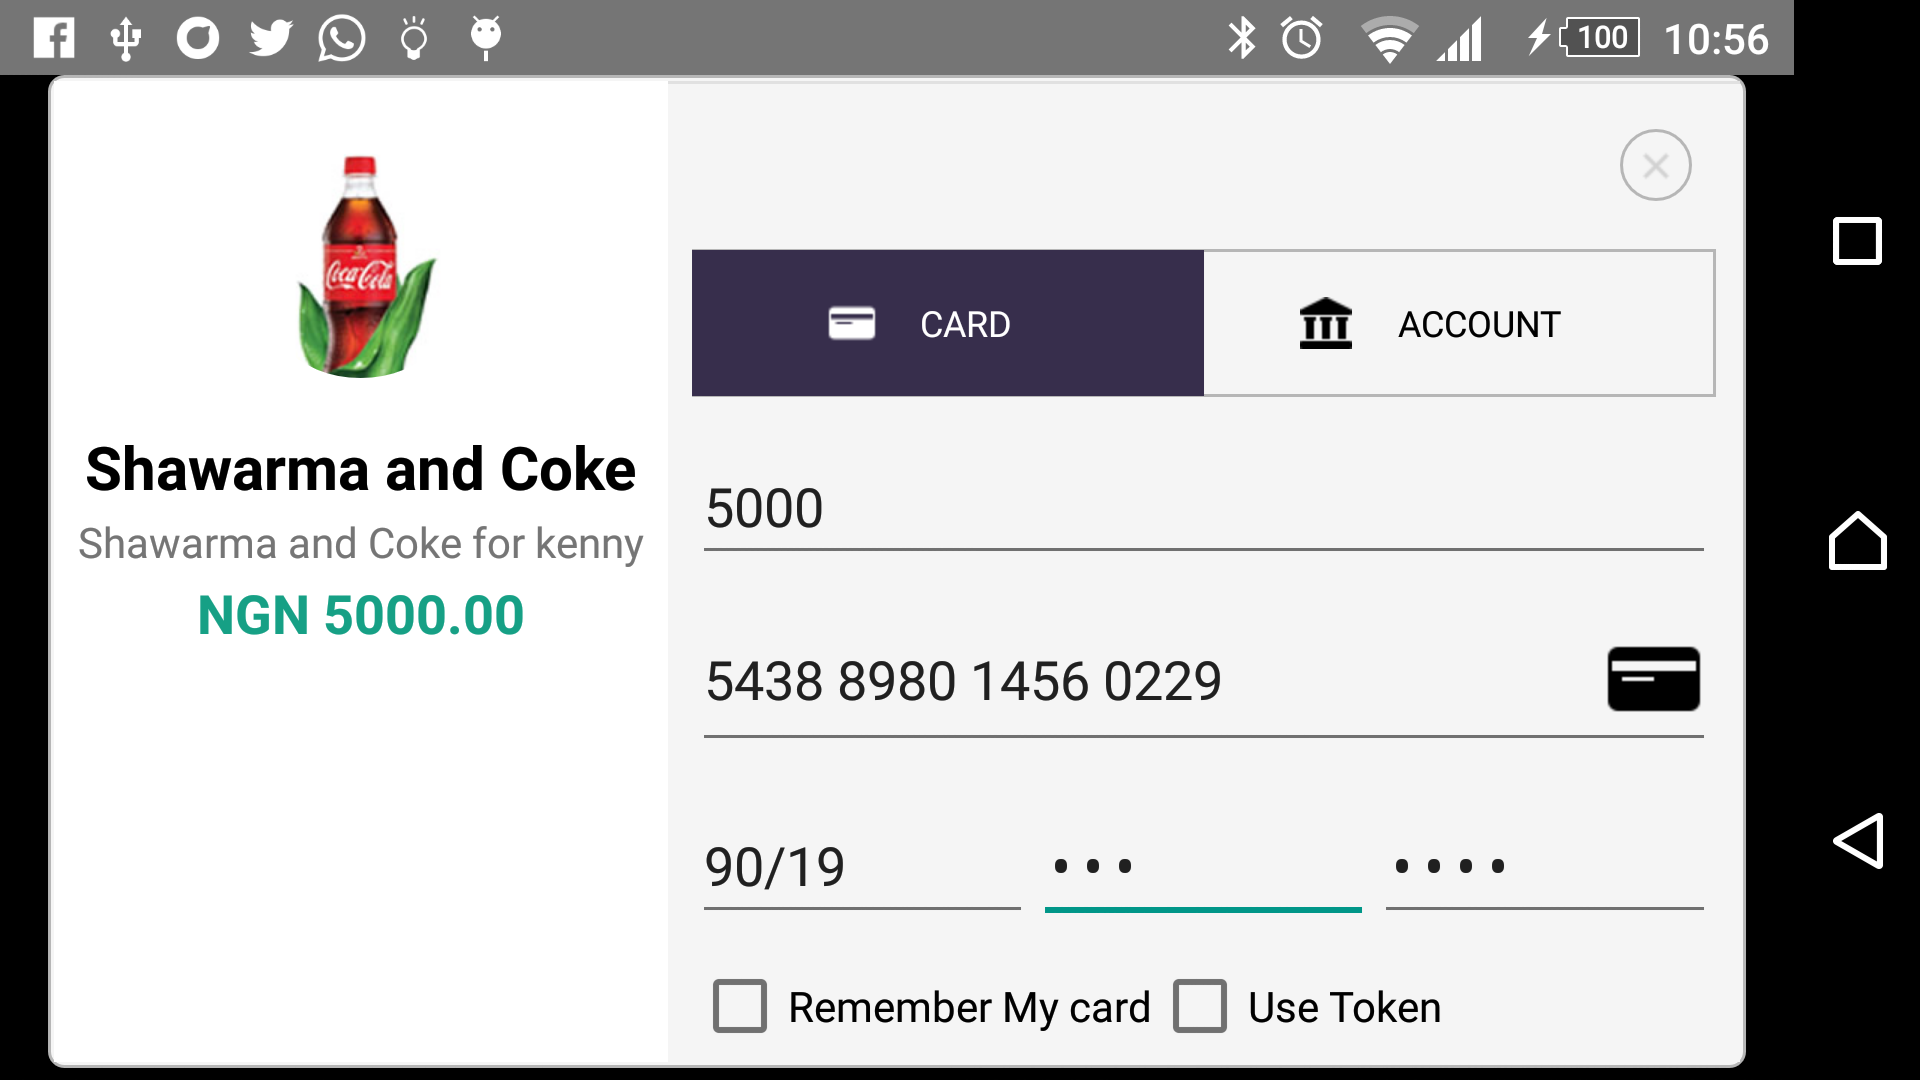 100 10:56
Coca-Cola
Shawarma and Coke
Shawarma and Coke for kenny
NGN 5000.00
CARD
ACCOUNT
5000
5438 8980 1456 0229
90/19 ••• ••••
Remember My card Use Token